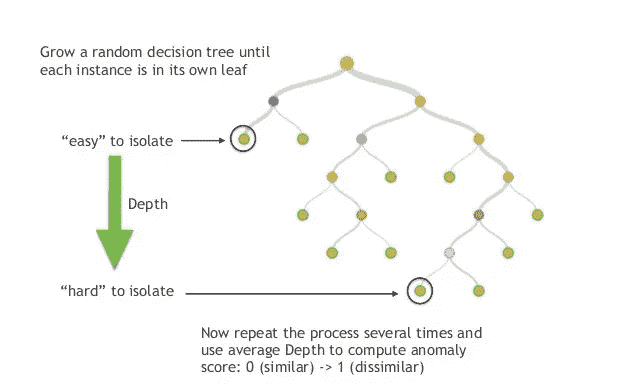 Grow a random decision tree until
each instance is in its own leaf
“easy” to isolate
Depth
“hard” to isolate
Now repeat the process several times and
use average Depth to compute anomaly
score: 0 (similar) -> 1 (dissimilar)